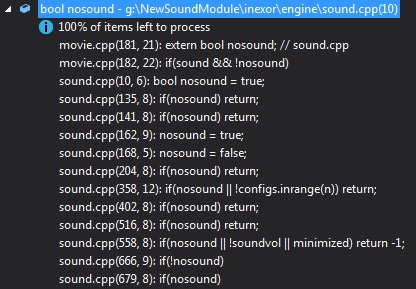 bool nosound - g:\NewSoundModule\inexor\engine\sound.cpp(10)
100% of items left to process
movie.cpp(181, 21): extern bool nosound; // sound.cpp
movie.cpp(182, 22): if(sound && !nosound)
sound.cpp(10, 6): bool nosound = true;
sound.cpp(135, 8): if(nosound) return;
sound.cpp(141, 8): if(nosound) return;
sound.cpp(162, 9): nosound = true;
sound.cpp(168, 5): nosound = false;
sound.cpp(204, 8): if(nosound) return;
sound.cpp(358, 12): if(nosound || !configs.inrange(n)) return;
sound.cpp(402, 8): if(nosound) return;
sound.cpp(516, 8): if(nosound) return;
sound.cpp(558, 8): if(nosound || !soundvol || minimized) return -1;
sound.cpp(666, 9): if(!nosound)
sound.cpp(679, 8): if(nosound)